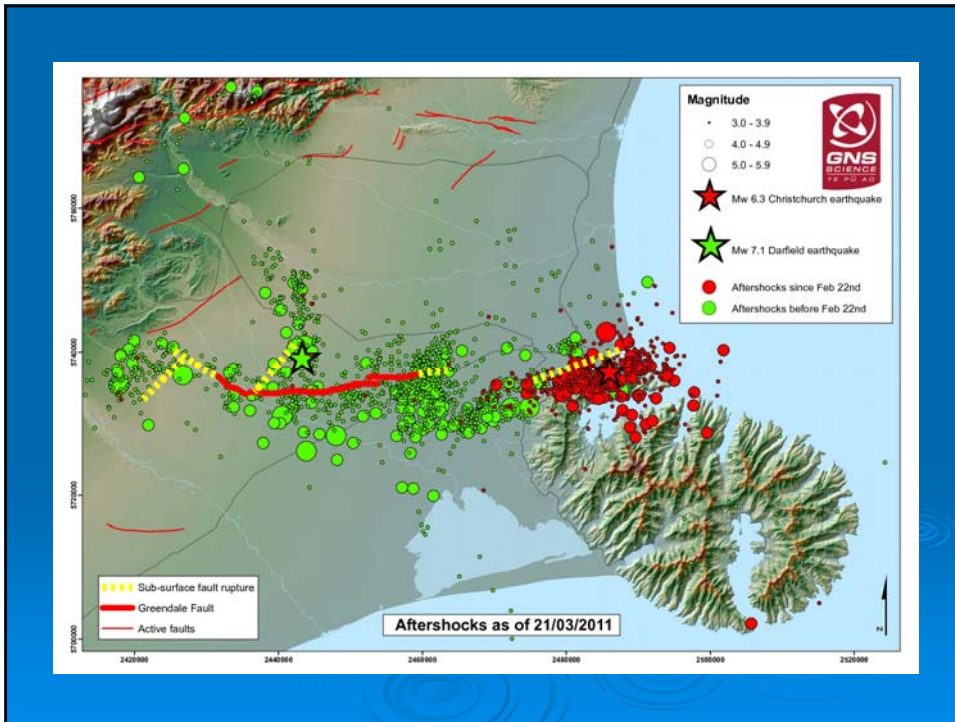 Magnitude
3.0 - 3.9
4.0 - 4.9
5.0 - 5.9
Mw 6.3 Christchurch earthquake
Mw 7.1 Darfield earthquake
Aftershocks since Feb 22nd
Aftershocks before Feb 22nd
GNS
SCIENCE
TE PŪ AO
5760000
5740000
5720000
5700000
Sub-surface fault rupture
Greendale Fault
Active faults
Aftershocks as of 21/03/2011
N
2420000
2440000
2460000
2480000
2500000
2520000